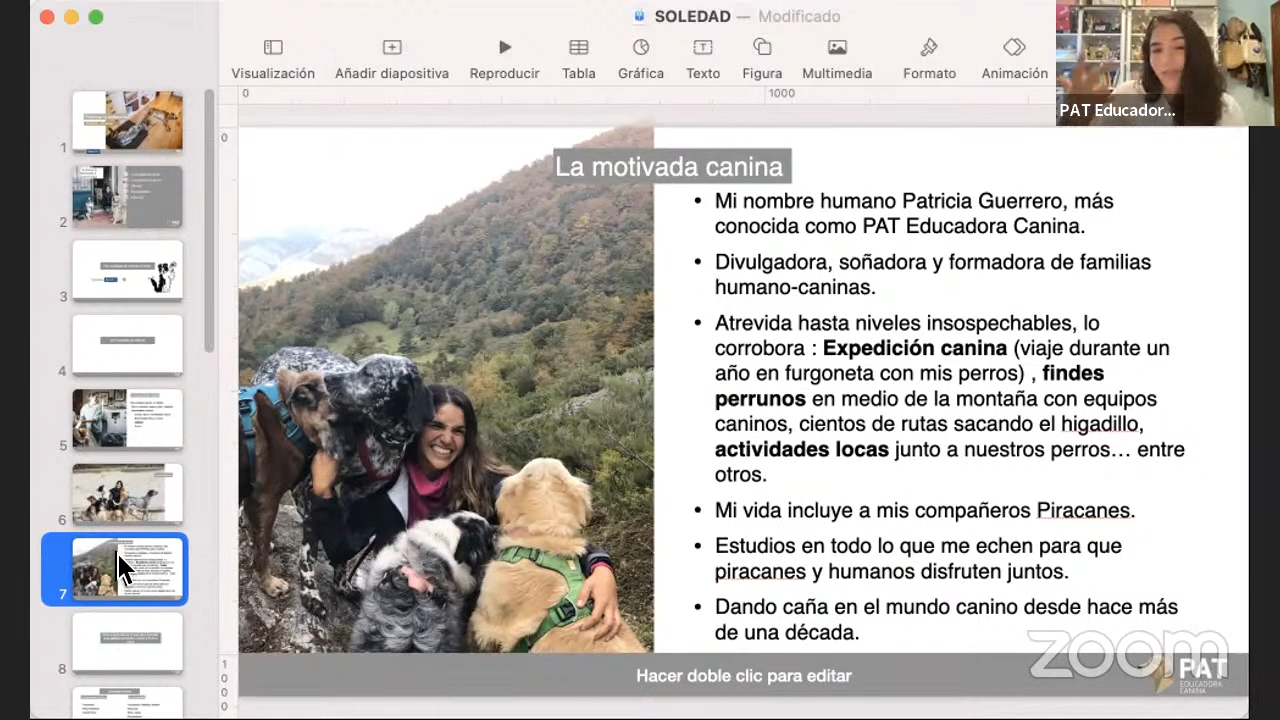 SOLEDAD — Modificado
Visualización
Añadir diapositiva
Reproducir
Tabla
Gráfica
Texto
Figura
Multimedia
Formato
Animación
PAT Educador...
0
1000
0
1
0
0
0
1
2
3
4
5
6
7
8
La motivada canina
• Mi nombre humano Patricia Guerrero, más
conocida como PAT Educadora Canina.
• Divulgadora, soñadora y formadora de familias
humano-caninas.
• Atrevida hasta niveles insospechables, lo
corrobora : Expedición canina (viaje durante un
año en furgoneta con mis perros) , findes
perrunos en medio de la montaña con equipos
caninos, cientos de rutas sacando el higadillo,
actividades locas junto a nuestros perros… entre
otros.
• Mi vida incluye a mis compañeros Piracanes.
• Estudios en todo lo que me echen para que
piracanes y humanos disfruten juntos.
• Dando caña en el mundo canino desde hace más
de una década.
Hacer doble clic para editar
zoom
PAT
EDUCADORA
CANINA